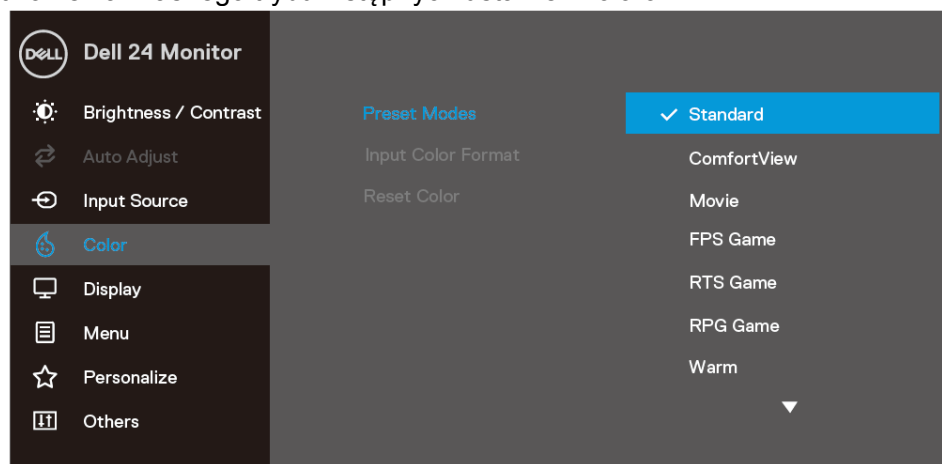 DELL
Dell 24 Monitor
Brightness / Contrast
Auto Adjust
Input Source
Color
Display
Menu
Personalize
Others
Preset Modes
Input Color Format
Reset Color
Standard
ComfortView
Movie
FPS Game
RTS Game
RPG Game
Warm